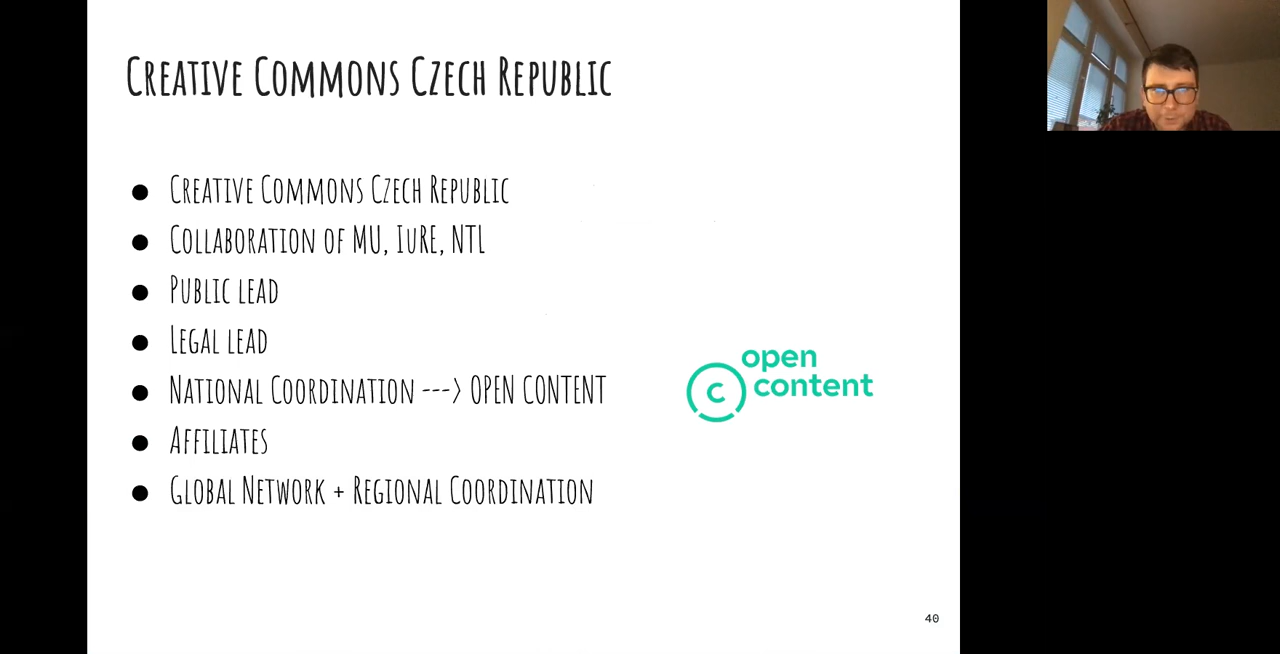 Creative Commons Czech Republic
● Creative Commons Czech Republic
● Collaboration of MU, IuRE, NTL
● Public lead
● Legal lead
● National Coordination ---> OPEN CONTENT
● Affiliates
● Global Network + Regional Coordination
c open
content
40